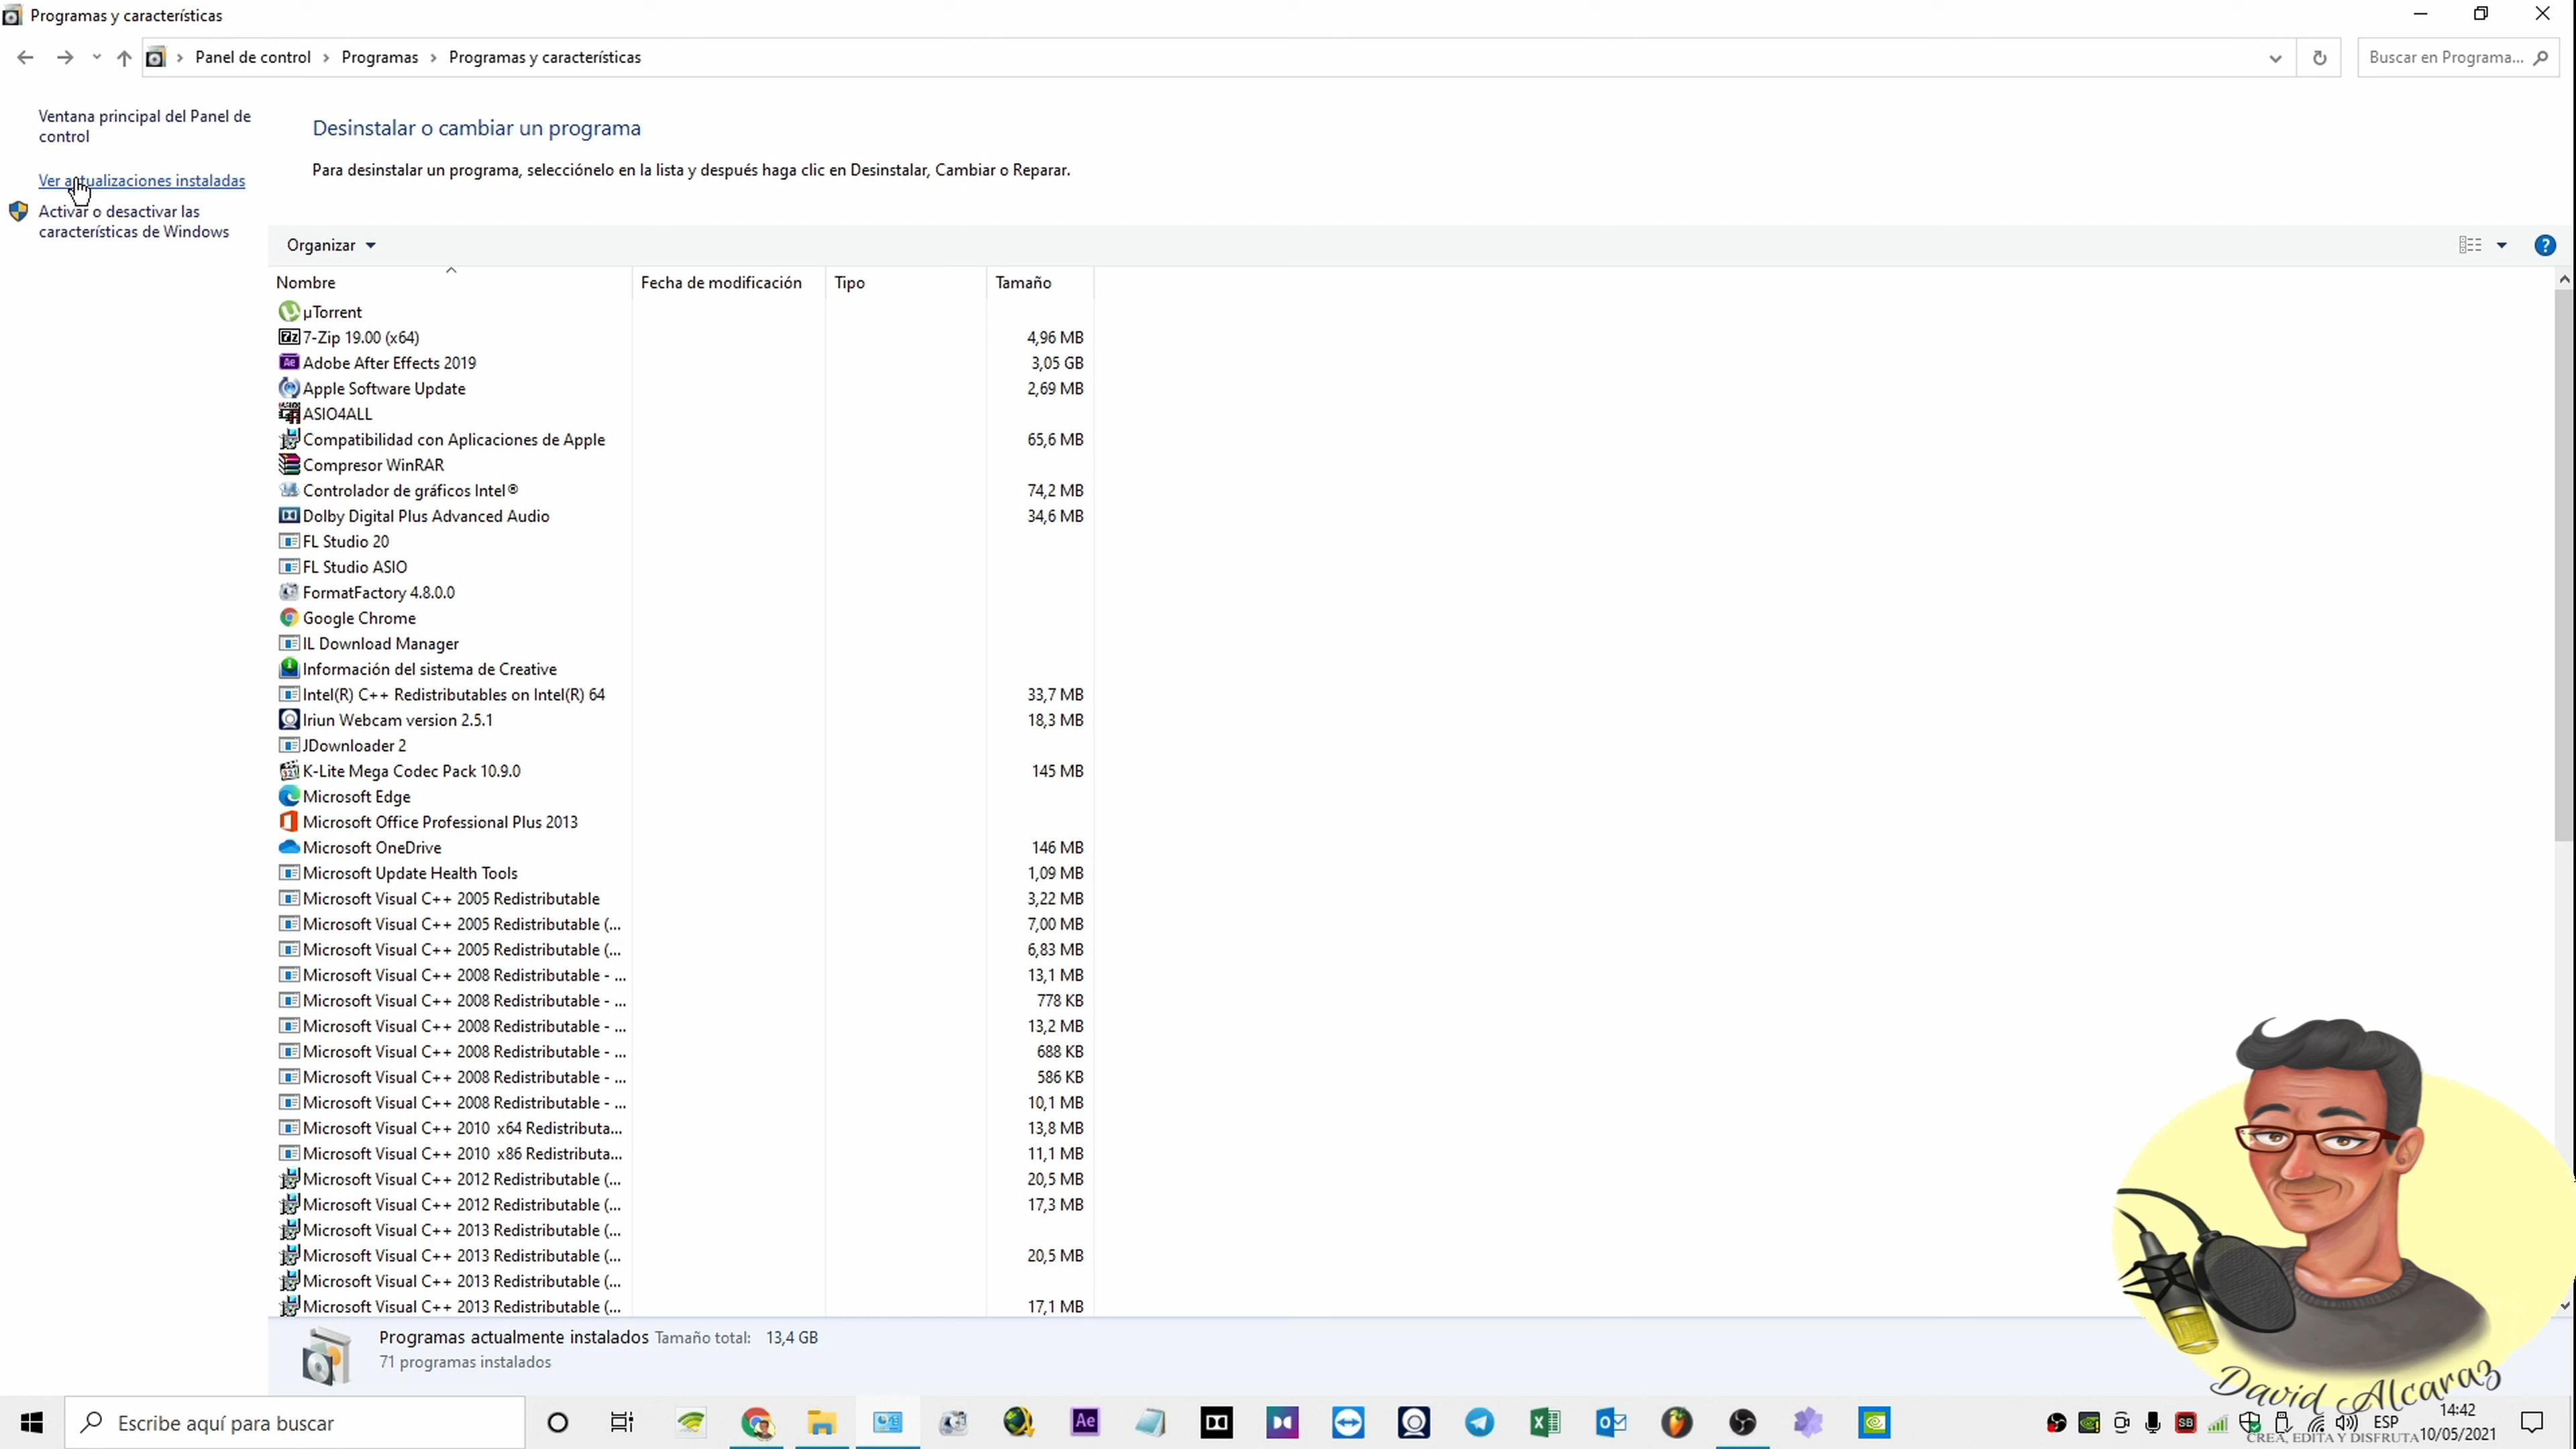 Programas y características
Panel de control > Programas > Programas y características
Buscar en Programa...
Ventana principal del Panel de
control
Ver actualizaciones instaladas
Activar o desactivar las
características de Windows
Desinstalar o cambiar un programa
Para desinstalar un programa, selecciónelo en la lista y después haga clic en Desinstalar, Cambiar o Reparar.
Organizar
Nombre Fecha de modificación Tipo Tamaño
µTorrent
7-Zip 19.00 (x64) 4,96 MB
Adobe After Effects 2019 3,05 GB
Apple Software Update 2,69 MB
ASIO4ALL
Compatibilidad con Aplicaciones de Apple 65,6 MB
Compresor WinRAR
Controlador de gráficos Intel® 74,2 MB
Dolby Digital Plus Advanced Audio 34,6 MB
FL Studio 20
FL Studio ASIO
FormatFactory 4.8.0.0
Google Chrome
IL Download Manager
Información del sistema de Creative
Intel(R) C++ Redistributables on Intel(R) 64 33,7 MB
Iriun Webcam version 2.5.1 18,3 MB
JDownloader 2
K-Lite Mega Codec Pack 10.9.0 145 MB
Microsoft Edge
Microsoft Office Professional Plus 2013
Microsoft OneDrive 146 MB
Microsoft Update Health Tools 1,09 MB
Microsoft Visual C++ 2005 Redistributable 3,22 MB
Microsoft Visual C++ 2005 Redistributable (... 7,00 MB
Microsoft Visual C++ 2005 Redistributable (... 6,83 MB
Microsoft Visual C++ 2008 Redistributable - ... 13,1 MB
Microsoft Visual C++ 2008 Redistributable - ... 778 KB
Microsoft Visual C++ 2008 Redistributable - ... 13,2 MB
Microsoft Visual C++ 2008 Redistributable - ... 688 KB
Microsoft Visual C++ 2008 Redistributable - ... 586 KB
Microsoft Visual C++ 2008 Redistributable - ... 10,1 MB
Microsoft Visual C++ 2010 x64 Redistributa... 13,8 MB
Microsoft Visual C++ 2010 x86 Redistributa... 11,1 MB
Microsoft Visual C++ 2012 Redistributable (... 20,5 MB
Microsoft Visual C++ 2012 Redistributable (... 17,3 MB
Microsoft Visual C++ 2013 Redistributable (...
Microsoft Visual C++ 2013 Redistributable (... 20,5 MB
Microsoft Visual C++ 2013 Redistributable (...
Microsoft Visual C++ 2013 Redistributable (... 17,1 MB
Programas actualmente instalados Tamaño total: 13,4 GB
71 programas instalados
David Alcaraz
CREA, EDITA Y DISFRUTA
Escribe aquí para buscar
Ae
SB
ESP
14:42
10/05/2021